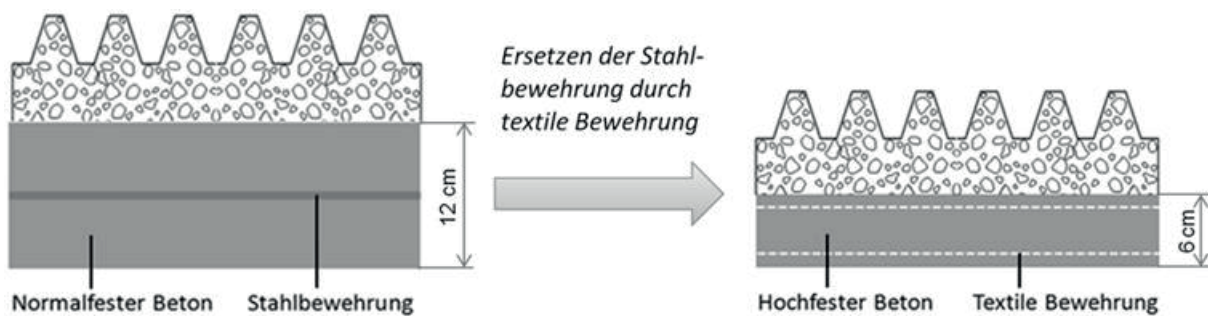 Ersetzen der Stahl-
bewehrung durch
textile Bewehrung
12 cm
6 cm
Normalfester Beton
Stahlbewehrung
Hochfester Beton
Textile Bewehrung